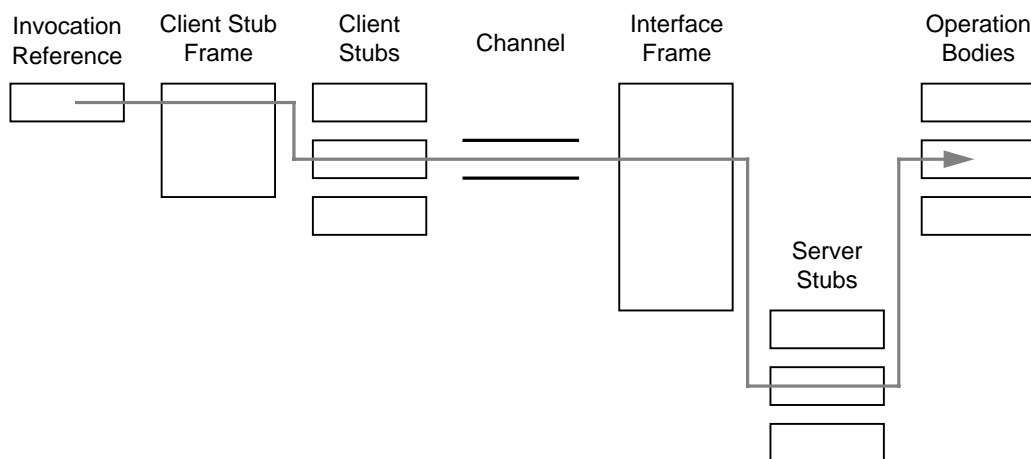 Invocation
Reference
Client Stub
Frame
Client
Stubs
Channel
Interface
Frame
Operation
Bodies
Server
Stubs